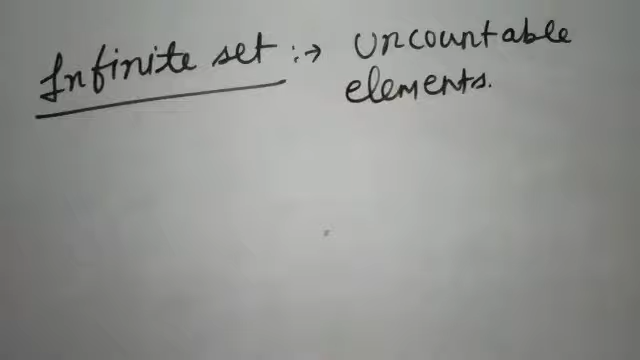 Infinite set :→ Uncountable
elements.